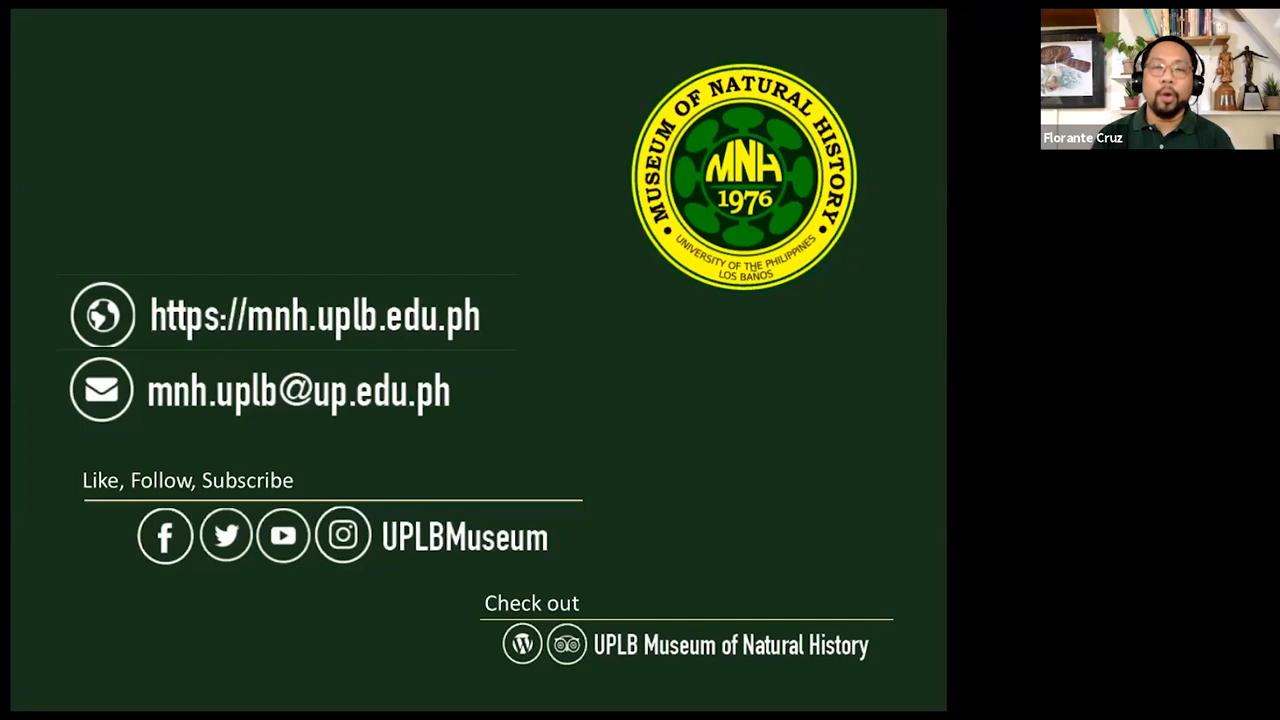 MUSEUM OF NATURAL HISTORY
MNH
1976
UNIVERSITY OF THE PHILIPPINES
LOS BAÑOS
Florante Cruz
https://mnh.uplb.edu.ph
mnh.uplb@up.edu.ph
Like, Follow, Subscribe
UPLBMuseum
Check out
UPLB Museum of Natural History